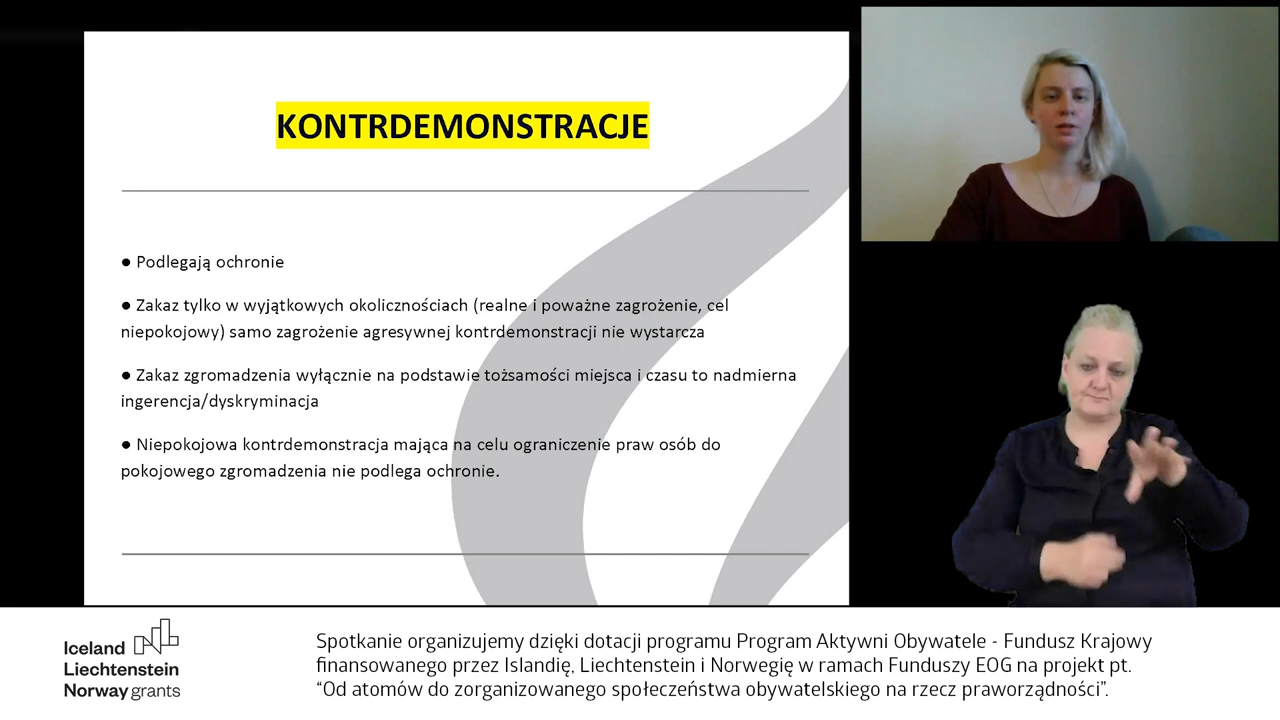 KONTRDEMONSTRACJE
● Podlegają ochronie
● Zakaz tylko w wyjątkowych okolicznościach (realne i poważne zagrożenie, cel
niepokojowy) samo zagrożenie agresywnej kontrdemonstracji nie wystarcza
● Zakaz zgromadzenia wyłącznie na podstawie tożsamości miejsca i czasu to nadmierna
ingerencja/dyskryminacja
● Niepokojowa kontrdemonstracja mająca na celu ograniczenie praw osób do
pokojowego zgromadzenia nie podlega ochronie.
Iceland
Liechtenstein
Norway grants
Spotkanie organizujemy dzięki dotacji programu Program Aktywni Obywatele - Fundusz Krajowy
finansowanego przez Islandię, Liechtenstein i Norwegię w ramach Funduszy EOG na projekt pt.
“Od atomów do zorganizowanego społeczeństwa obywatelskiego na rzecz praworządności”.